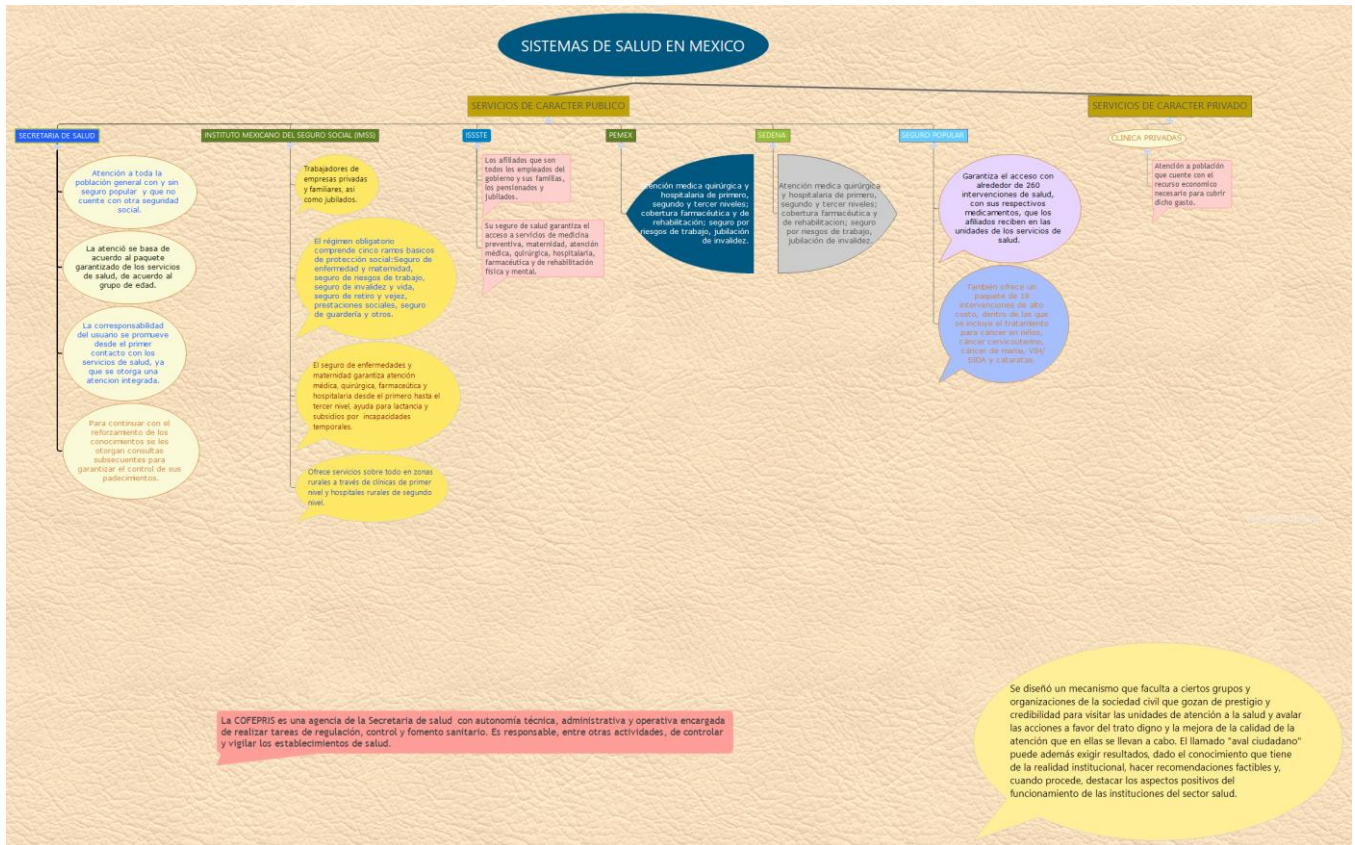 SISTEMAS DE SALUD EN MEXICO
SERVICIOS DE CARACTER PUBLICO
SERVICIOS DE CARACTER PRIVADO
SECRETARIA DE SALUD
Atención a toda la
población general con y sin
seguro popular y que no
cuente con otra seguridad
social.
La atenció se basa de
acuerdo al paquete
garantizado de los servicios
de salud, de acuerdo al
grupo de edad.
La corresponsabilidad
del usuario se promueve
desde el primer
contacto con los
servicios de salud, ya
que se otorga una
atencion integrada.
Para continuar con el
reforzamiento de los
conocimientos se les
otorgan consultas
subsecuentes para
garantizar el control de sus
padecimientos.
INSTITUTO MEXICANO DEL SEGURO SOCIAL (IMSS)
Trabajadores de
empresas privadas
y familiares, asi
como jubilados.
El régimen obligatorio
comprende cinco ramos basicos
de protección social:Seguro de
enfermedad y maternidad,
seguro de riesgos de trabajo,
seguro de invalidez y vida,
seguro de retiro y vejez,
prestaciones sociales, seguro
de guardería y otros.
El seguro de enfermedades y
maternidad garantiza atención
médica, quirúrgica, farmaceútica y
hospitalaria desde el primero hasta el
tercer nivel, ayuda para lactancia y
subsidios por incapacidades
temporales.
Ofrece servicios sobre todo en zonas
rurales a través de clínicas de primer
nivel y hospitales rurales de segundo
nivel.
ISSSTE
Los afiliados que son
todos los empleados del
gobierno y sus familias,
los pensionados y
jubilados.
Su seguro de salud garantiza el
acceso a servicios de medicina
preventiva, maternidad, atención
médica, quirúrgica, hospitalaria,
farmacéutica y de rehabilitación
física y mental.
PEMEX
tención medica quirúrgica y
hospitalaria de primero,
segundo y tercer niveles;
cobertura farmacéutica y de
rehabilitación; seguro por
riesgos de trabajo, jubilación
de invalidez.
SEDENA
Atención medica quirúrgica
y hospitalaria de primero,
segundo y tercer niveles;
cobertura farmacéutica y
de rehabilitacion; seguro
por riesgos de trabajo,
jubilación de invalidez.
SEGURO POPULAR
Garantiza el acceso con
alrededor de 260
intervenciones de salud,
con sus respectivos
medicamentos, que los
afiliados reciben en las
unidades de los servicios de
salud.
También ofrece un
paquete de 18
intervenciones de alto
costo, dentro de las que
se incluye el tratamiento
para cáncer en niños,
cáncer cervicouterino,
cáncer de mama, VIH/
SIDA y cataratas.
CLINICA PRIVADAS
Atención a población
que cuente con el
recurso economico
necesario para cubrir
dicho gasto.
La COFEPRIS es una agencia de la Secretaria de salud con autonomía técnica, administrativa y operativa encargada
de realizar tareas de regulación, control y fomento sanitario. Es responsable, entre otras actividades, de controlar
y vigilar los establecimientos de salud.
Se diseñó un mecanismo que faculta a ciertos grupos y
organizaciones de la sociedad civil que gozan de prestigio y
credibilidad para visitar las unidades de atención a la salud y avalar
las acciones a favor del trato digno y la mejora de la calidad de la
atención que en ellas se llevan a cabo. El llamado "aval ciudadano"
puede además exigir resultados, dado el conocimiento que tiene
de la realidad institucional, hacer recomendaciones factibles y,
cuando procede, destacar los aspectos positivos del
funcionamiento de las instituciones del sector salud.